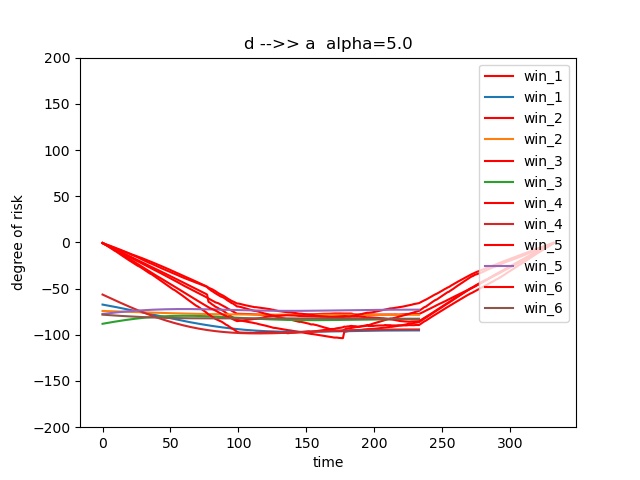 d -->> a  alpha=5.0
200
150
100
50
0
−50
−100
−150
−200
degree of risk
0
50
100
150
200
250
300
time
win_1
win_1
win_2
win_2
win_3
win_3
win_4
win_4
win_5
win_5
win_6
win_6